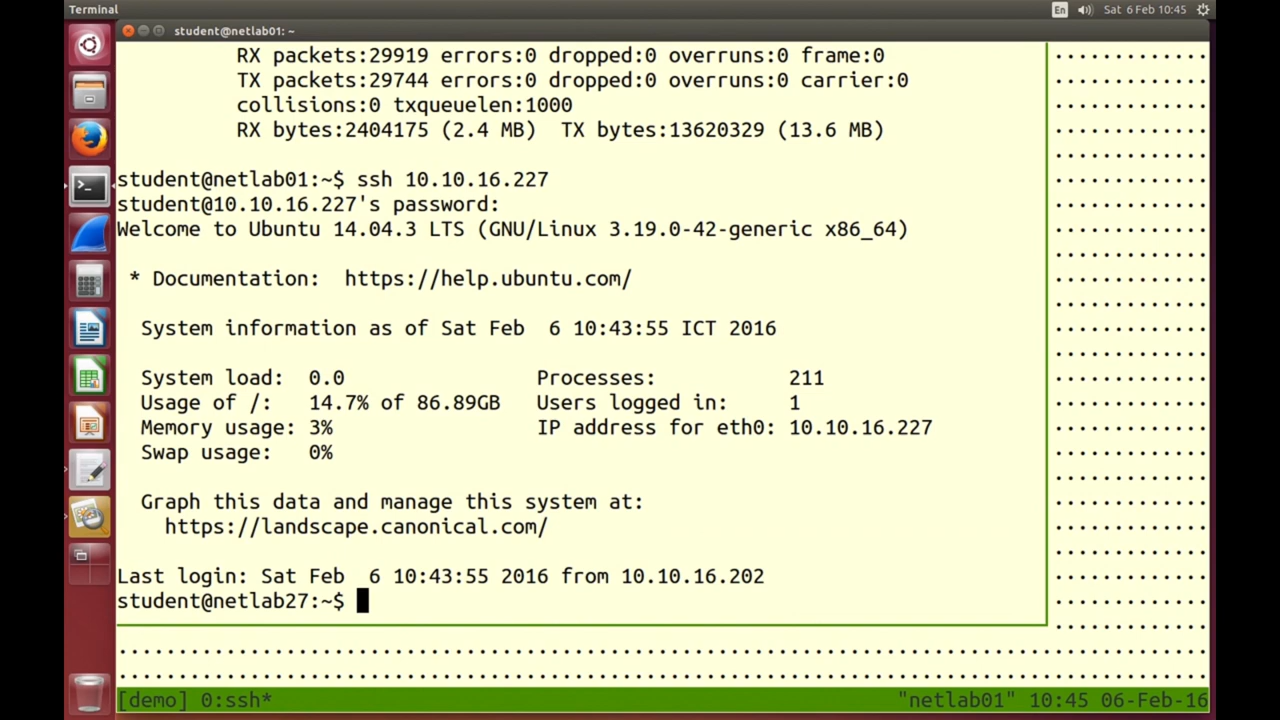 Terminal
En
Sat 6 Feb 10:45
student@netlab01: ~
RX packets:29919 errors:0 dropped:0 overruns:0 frame:0
TX packets:29744 errors:0 dropped:0 overruns:0 carrier:0
collisions:0 txqueuelen:1000
RX bytes:2404175 (2.4 MB)  TX bytes:13620329 (13.6 MB)
student@netlab01:~$ ssh 10.10.16.227
student@10.10.16.227's password:
Welcome to Ubuntu 14.04.3 LTS (GNU/Linux 3.19.0-42-generic x86_64)
* Documentation:  https://help.ubuntu.com/
System information as of Sat Feb  6 10:43:55 ICT 2016
System load:  0.0                Processes:           211
Usage of /:   14.7% of 86.89GB   Users logged in:     1
Memory usage: 3%                 IP address for eth0: 10.10.16.227
Swap usage:   0%
Graph this data and manage this system at:
https://landscape.canonical.com/
Last login: Sat Feb  6 10:43:55 2016 from 10.10.16.202
student@netlab27:~$
[demo] 0:ssh*    "netlab01" 10:45 06-Feb-16